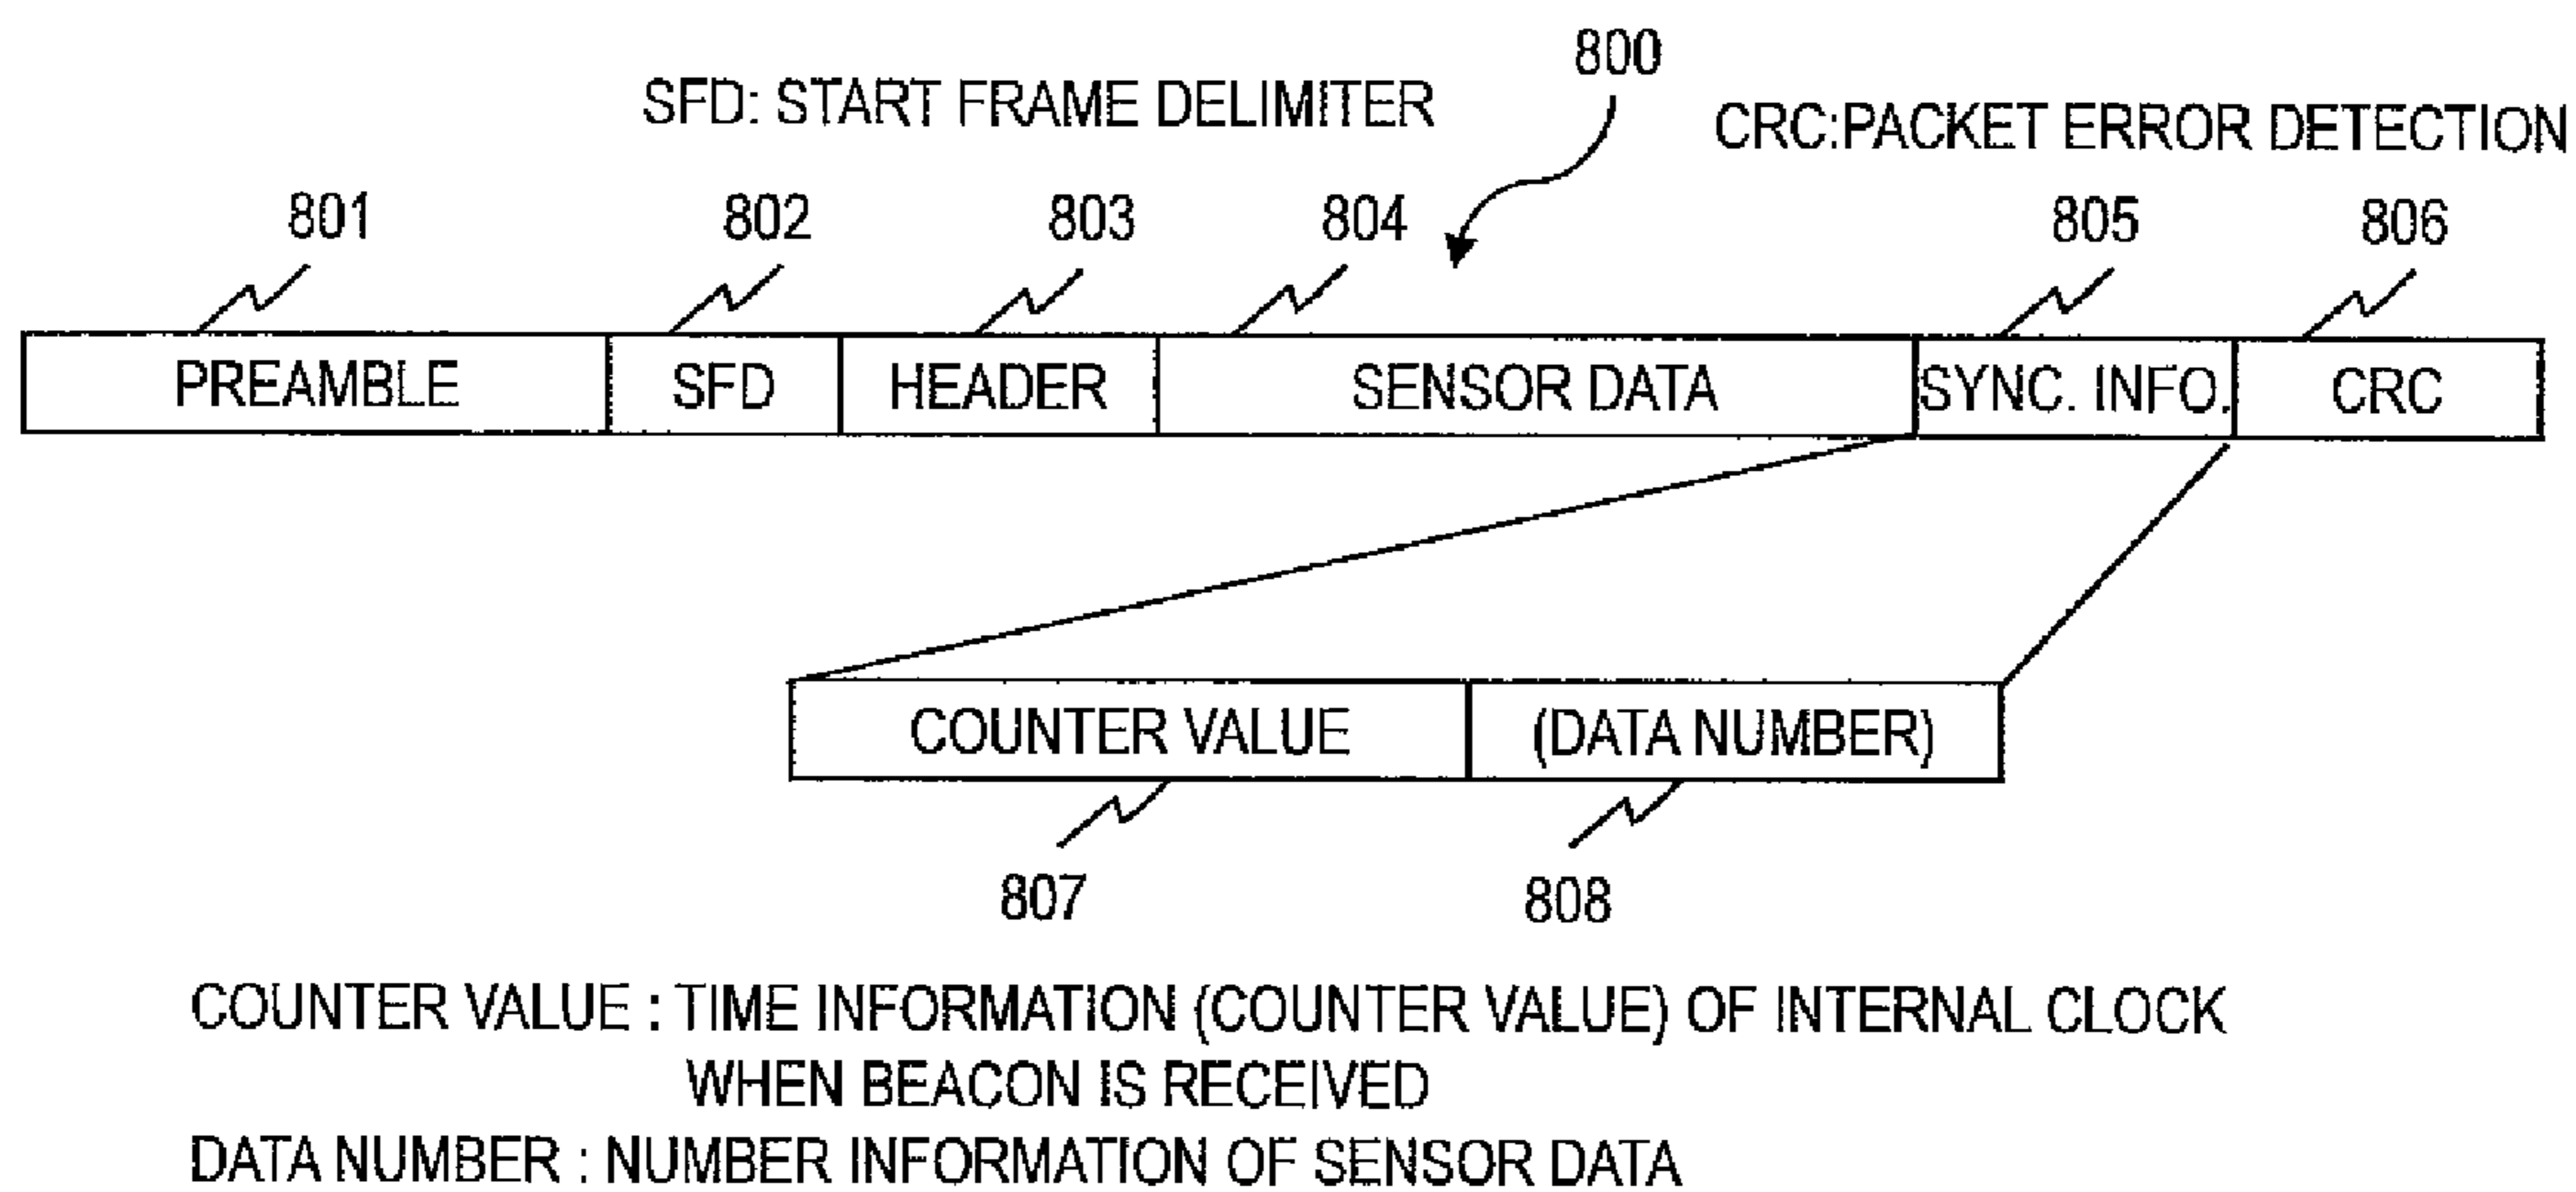 800
SFD: START FRAME DELIMITER
CRC:PACKET ERROR DETECTION
801 802 803 804 805 806
PREAMBLE SFD HEADER SENSOR DATA SYNC. INFO. CRC
COUNTER VALUE (DATA NUMBER)
807 808
COUNTER VALUE : TIME INFORMATION (COUNTER VALUE) OF INTERNAL CLOCK
WHEN BEACON IS RECEIVED
DATA NUMBER : NUMBER INFORMATION OF SENSOR DATA